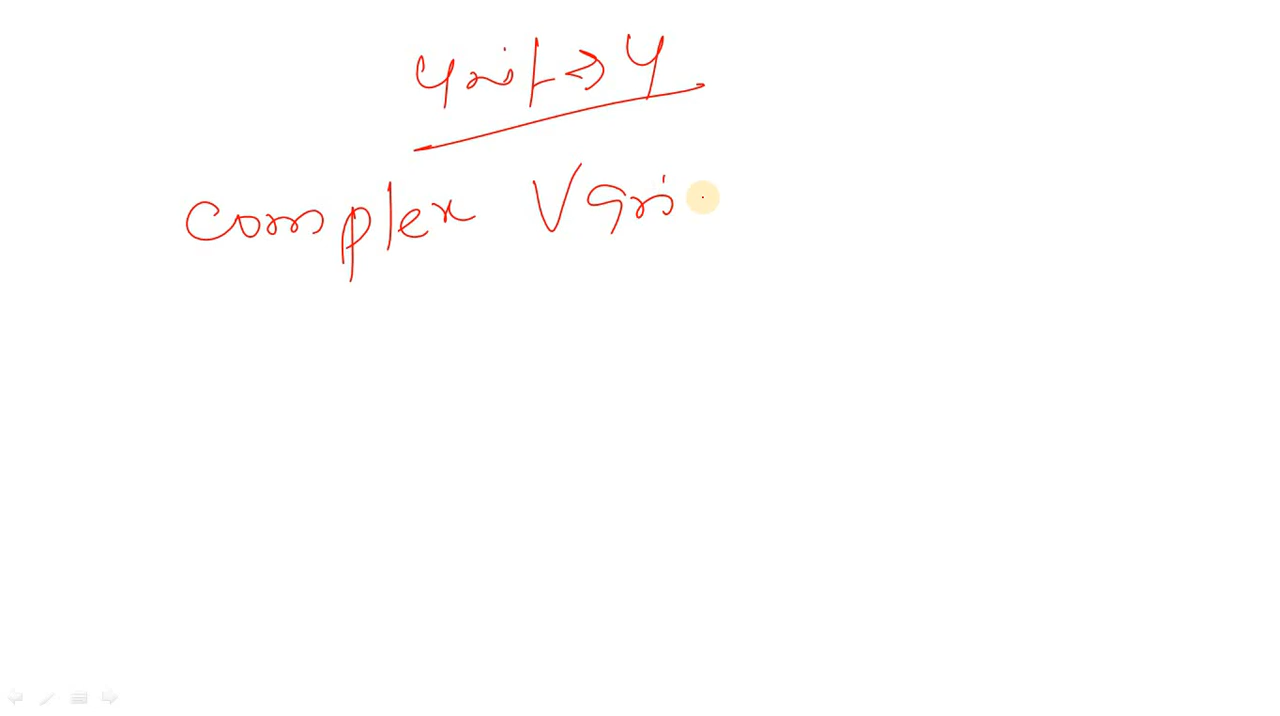 Unit ⇒ 4
Complex Vari